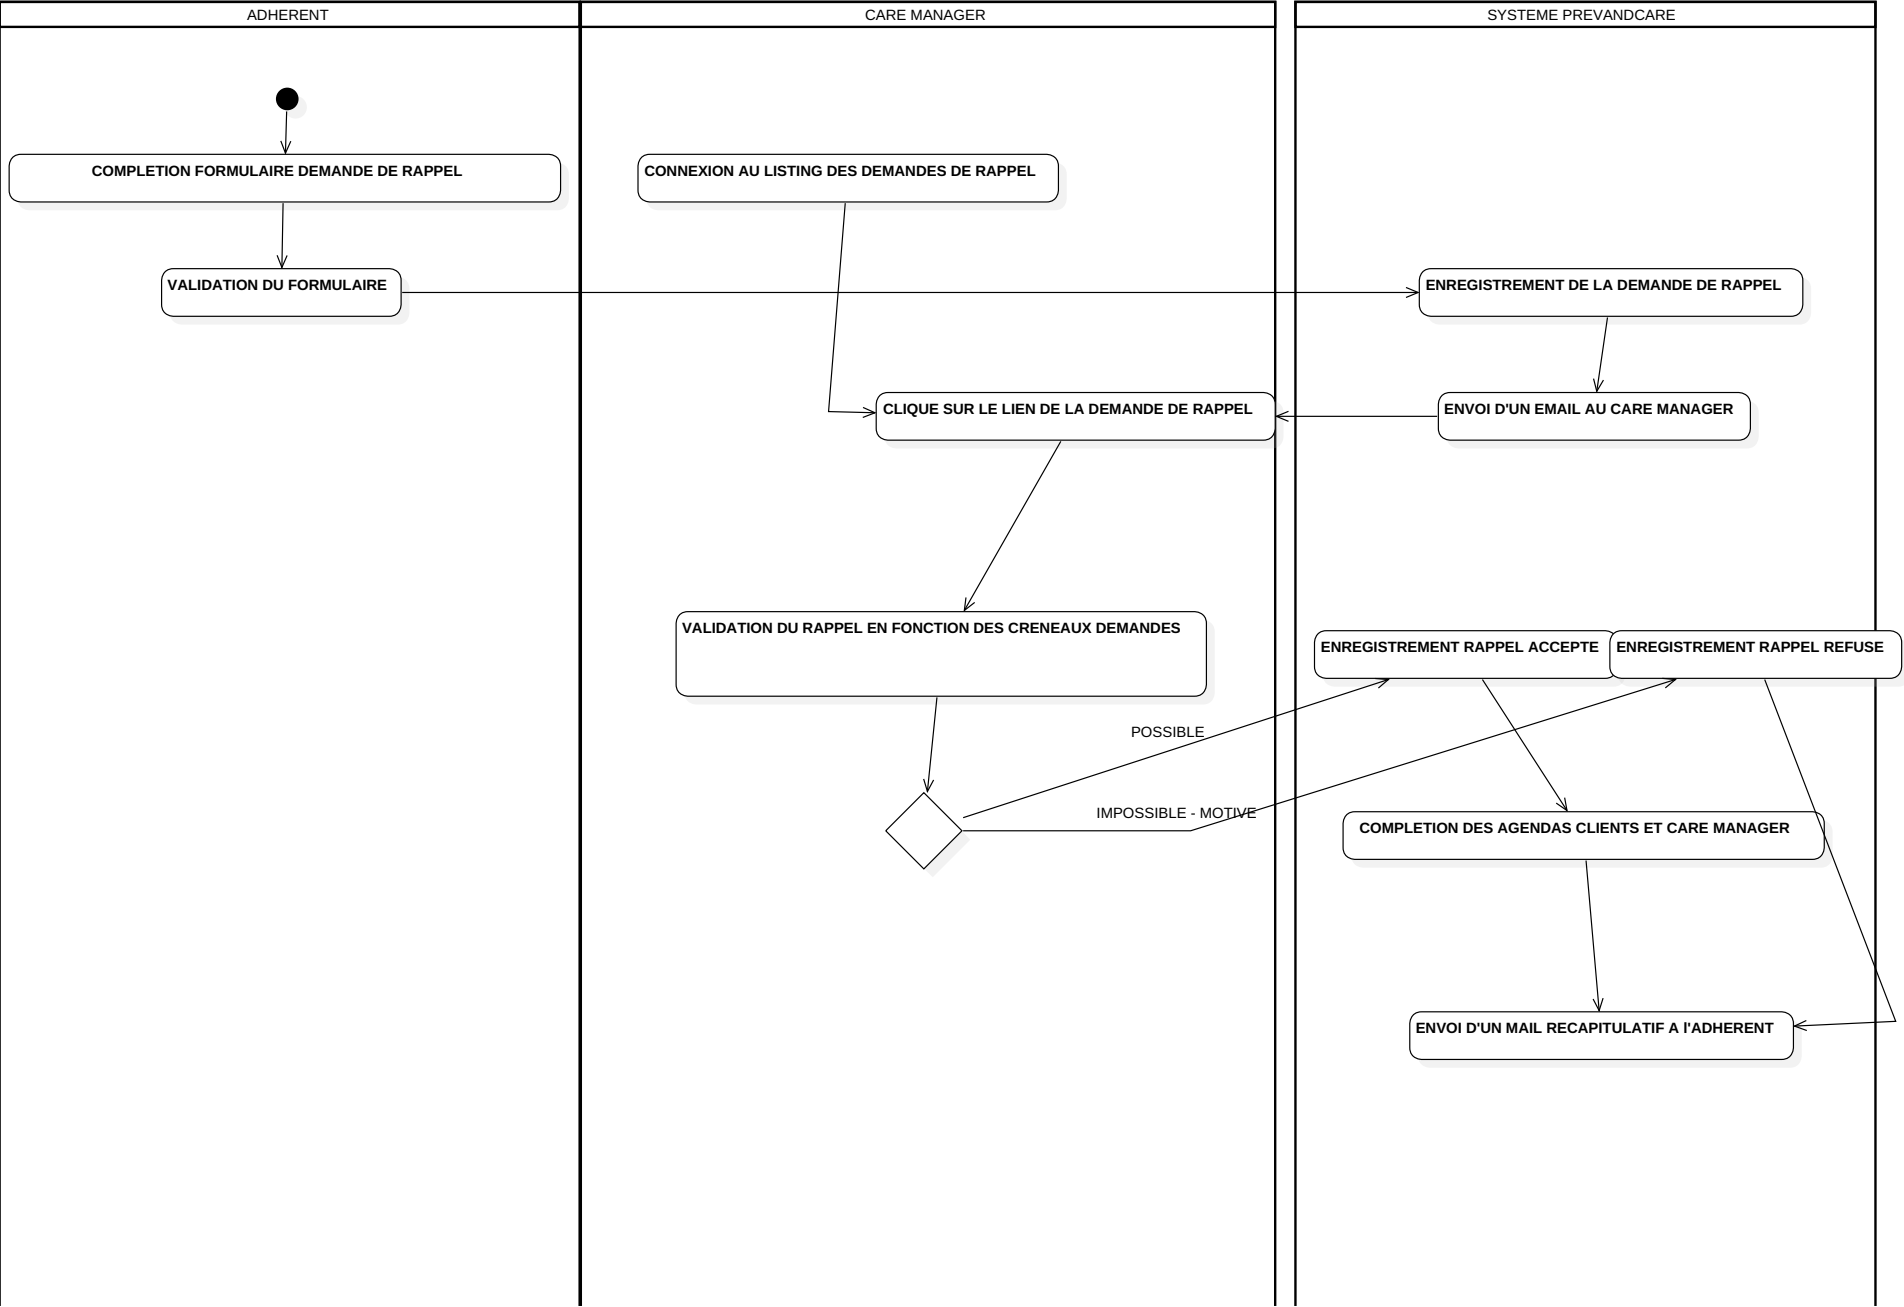 ADHERENT
CARE MANAGER
SYSTEME PREVANDCARE
COMPLETION FORMULAIRE DEMANDE DE RAPPEL
CONNEXION AU LISTING DES DEMANDES DE RAPPEL
VALIDATION DU FORMULAIRE
ENREGISTREMENT DE LA DEMANDE DE RAPPEL
CLIQUE SUR LE LIEN DE LA DEMANDE DE RAPPEL
ENVOI D'UN EMAIL AU CARE MANAGER
VALIDATION DU RAPPEL EN FONCTION DES CRENEAUX DEMANDES
ENREGISTREMENT RAPPEL ACCEPTE
ENREGISTREMENT RAPPEL REFUSE
POSSIBLE
IMPOSSIBLE - MOTIVE
COMPLETION DES AGENDAS CLIENTS ET CARE MANAGER
ENVOI D'UN MAIL RECAPITULATIF A l'ADHERENT